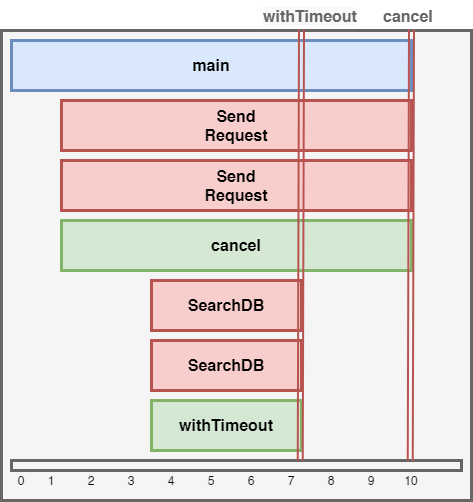 withTimeout cancel
main
Send
Request
Send
Request
cancel
SearchDB
SearchDB
withTimeout
0 1 2 3 4 5 6 7 8 9 10